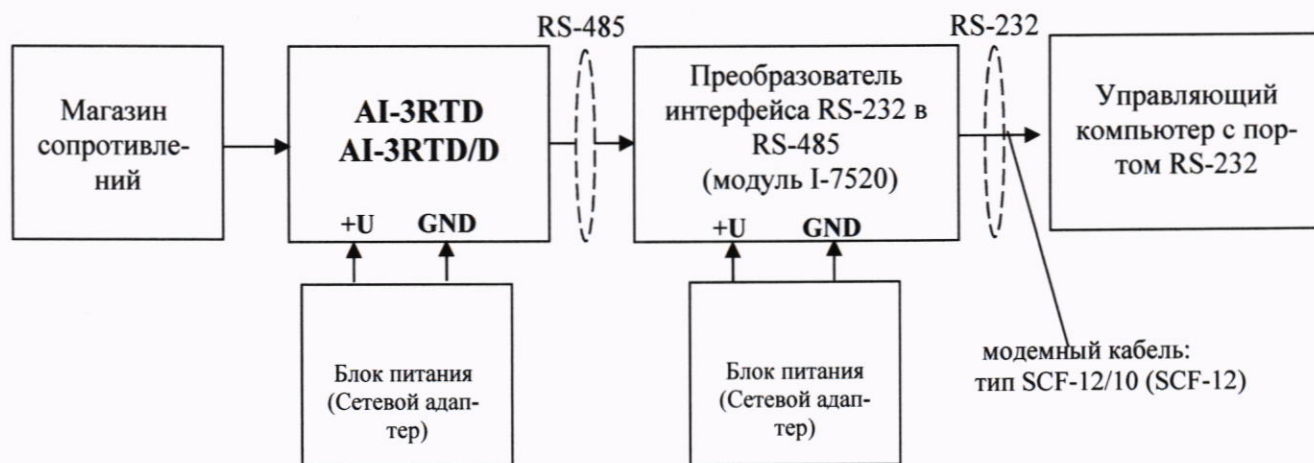 RS-485
RS-232
Магазин
сопротивле-
ний
AI-3RTD
AI-3RTD/D
+U GND
Преобразователь
интерфейса RS-232 в
RS-485
(модуль I-7520)
+U GND
Управляющий
компьютер с пор-
том RS-232
Блок питания
(Сетевой адап-
тер)
Блок питания
(Сетевой адап-
тер)
модемный кабель:
тип SCF-12/10 (SCF-12)